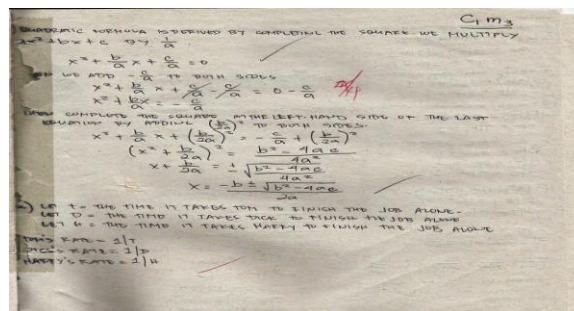 C, m3
QUADRATIC FORMULA IS DERIVED BY COMPLETING THE SQUARE WE MULTIPLY
ax² + bx + c BY 1/a
x² + b/a x + c/a = 0
WE ADD - c/a TO BOTH SIDES
x² + b/a x + c/a - c/a = 0 - c/a
x² + bx/a = - c/a
THEN COMPLETE THE SQUARE IN THE LEFT-HAND SIDE OF THE LAST
EQUATION BY ADDING (b/2a)² TO BOTH SIDES.
x² + b/a x + (b/2a)² = - c/a + (b/2a)²
(x² + b/2a)² = b² - 4ac / 4a²
x + b/2a = ± √b² - 4ac / 4a²
x = -b ± √b² - 4ac / 2a
2) LET T = THE TIME IT TAKES TOM TO FINISH THE JOB ALONE.
LET D = THE TIME IT TAKES DICK TO FINISH THE JOB ALONE
LET H = THE TIME IT TAKES HARRY TO FINISH THE JOB ALONE
TOM'S RATE = 1/T
DICK'S RATE = 1/D
HARRY'S RATE = 1/H